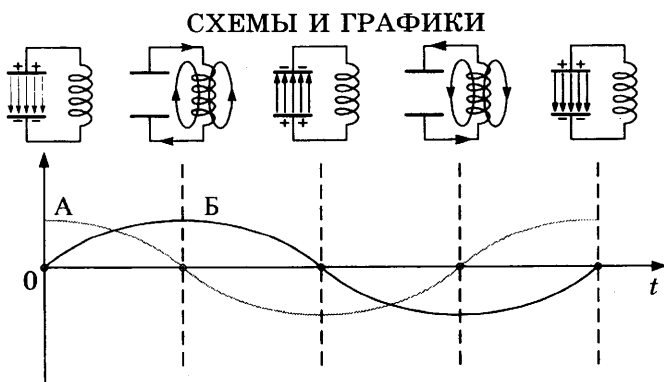 СХЕМЫ И ГРАФИКИ
+ + − − + +
− − + + − −
А Б
0 t